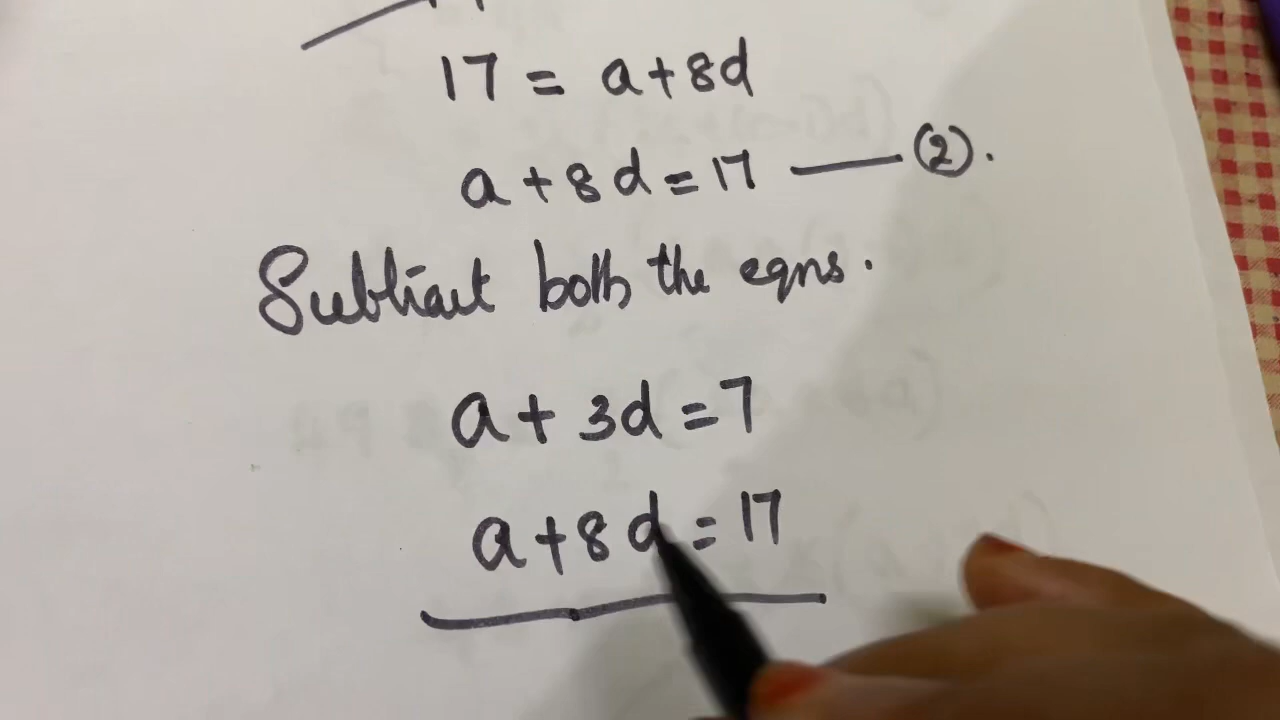 17 = a+8d
a+8d=17 —— (2).
Subtract both the eqns.
a+3d=7
a+8d=17